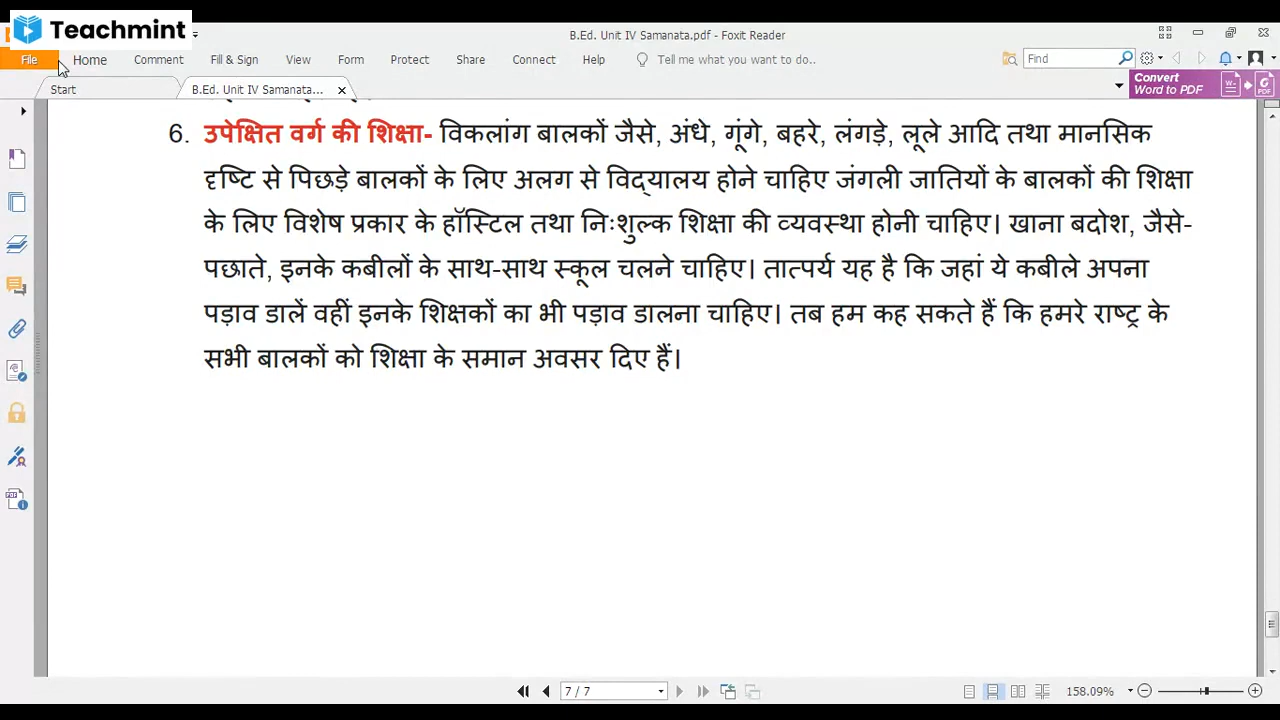 Teachmint
B.Ed. Unit IV Samanata.pdf - Foxit Reader
File Home Comment Fill & Sign View Form Protect Share Connect Help Tell me what you want to do.. Find
Start B.Ed. Unit IV Samanata... Convert Word to PDF
6. उपेक्षित वर्ग की शिक्षा- विकलांग बालकों जैसे, अंधे, गूंगे, बहरे, लंगड़े, लूले आदि तथा मानसिक
दृष्टि से पिछड़े बालकों के लिए अलग से विद्यालय होने चाहिए जंगली जातियों के बालकों की शिक्षा
के लिए विशेष प्रकार के हॉस्टिल तथा निःशुल्क शिक्षा की व्यवस्था होनी चाहिए। खाना बदोश, जैसे-
पछाते, इनके कबीलों के साथ-साथ स्कूल चलने चाहिए। तात्पर्य यह है कि जहां ये कबीले अपना
पड़ाव डालें वहीं इनके शिक्षकों का भी पड़ाव डालना चाहिए। तब हम कह सकते हैं कि हमरे राष्ट्र के
सभी बालकों को शिक्षा के समान अवसर दिए हैं।
7 / 7 158.09%